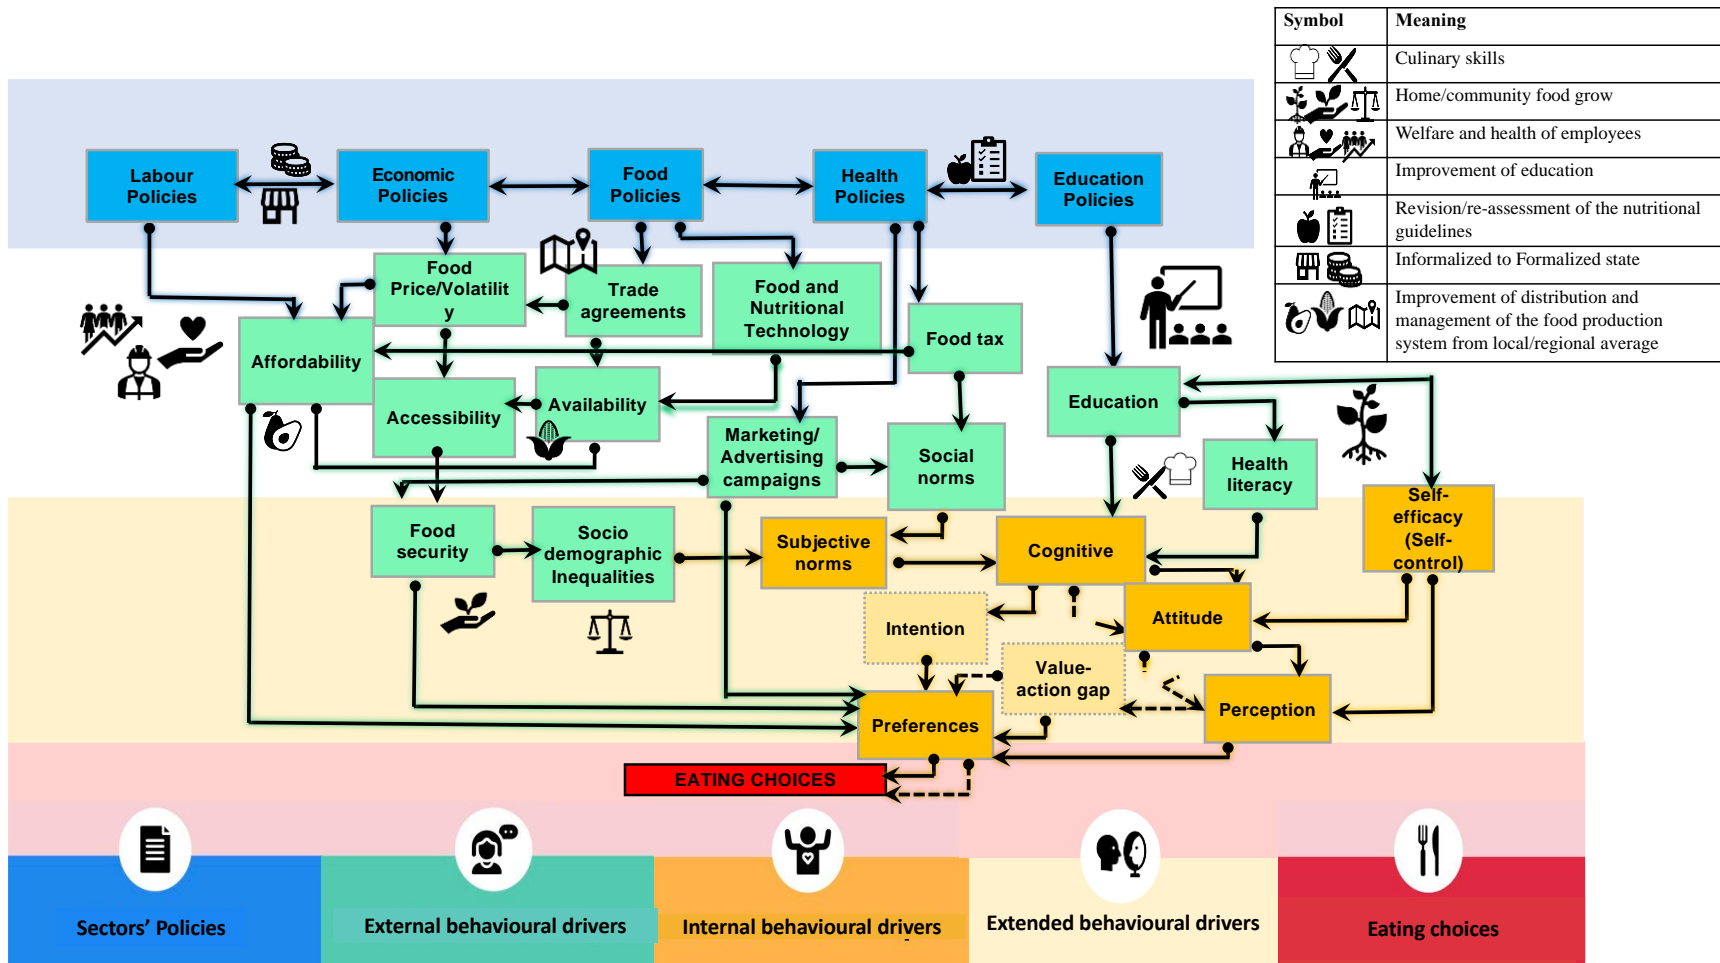 Symbol Meaning
Culinary skills
Home/community food grow
Welfare and health of employees
Improvement of education
Revision/re-assessment of the nutritional
guidelines
Informalized to Formalized state
Improvement of distribution and
management of the food production
system from local/regional average
Labour
Policies
Economic
Policies
Food
Policies
Health
Policies
Education
Policies
Food
Price/Volatilit
y
Trade
agreements
Food and
Nutritional
Technology
Food tax
Affordability
Accessibility
Availability
Education
Marketing/
Advertising
campaigns
Social
norms
Health
literacy
Self-
efficacy
(Self-
control)
Food
security
Socio
demographic
Inequalities
Subjective
norms
Cognitive
Attitude
Intention
Value-
action gap
Perception
Preferences
EATING CHOICES
Sectors’ Policies
External behavioural drivers
Internal behavioural drivers
Extended behavioural drivers
Eating choices